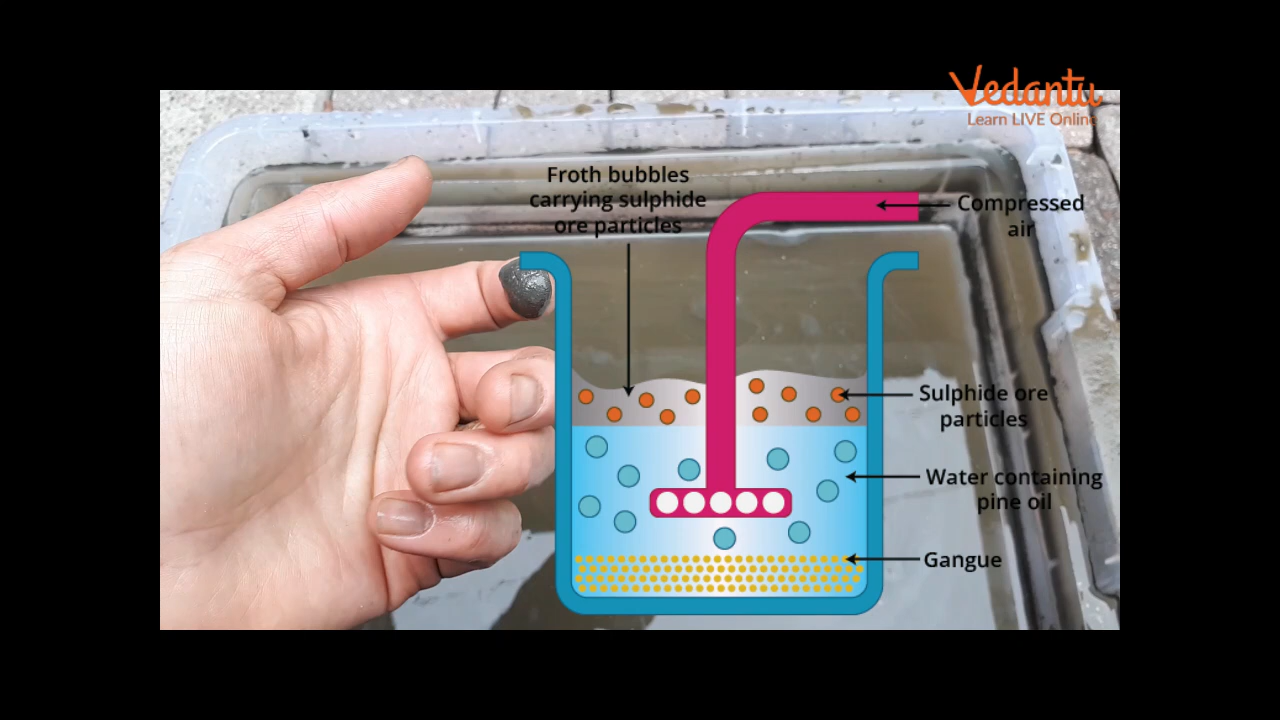 Vedantu
Learn LIVE Online
Froth bubbles
carrying sulphide
ore particles
Compressed
air
Sulphide ore
particles
Water containing
pine oil
Gangue